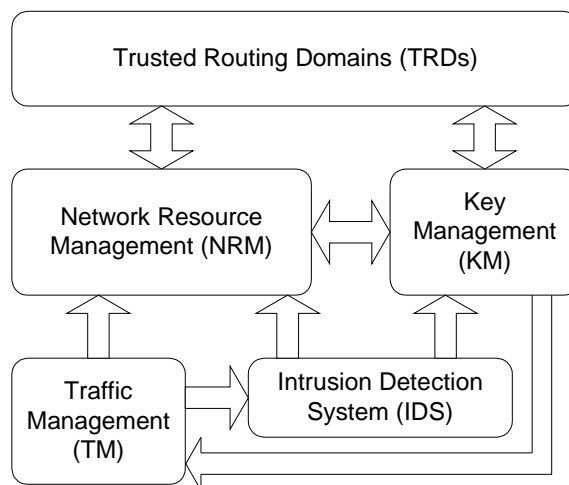 Trusted Routing Domains (TRDs)
Network Resource
Management (NRM)
Key
Management
(KM)
Traffic
Management
(TM)
Intrusion Detection
System (IDS)